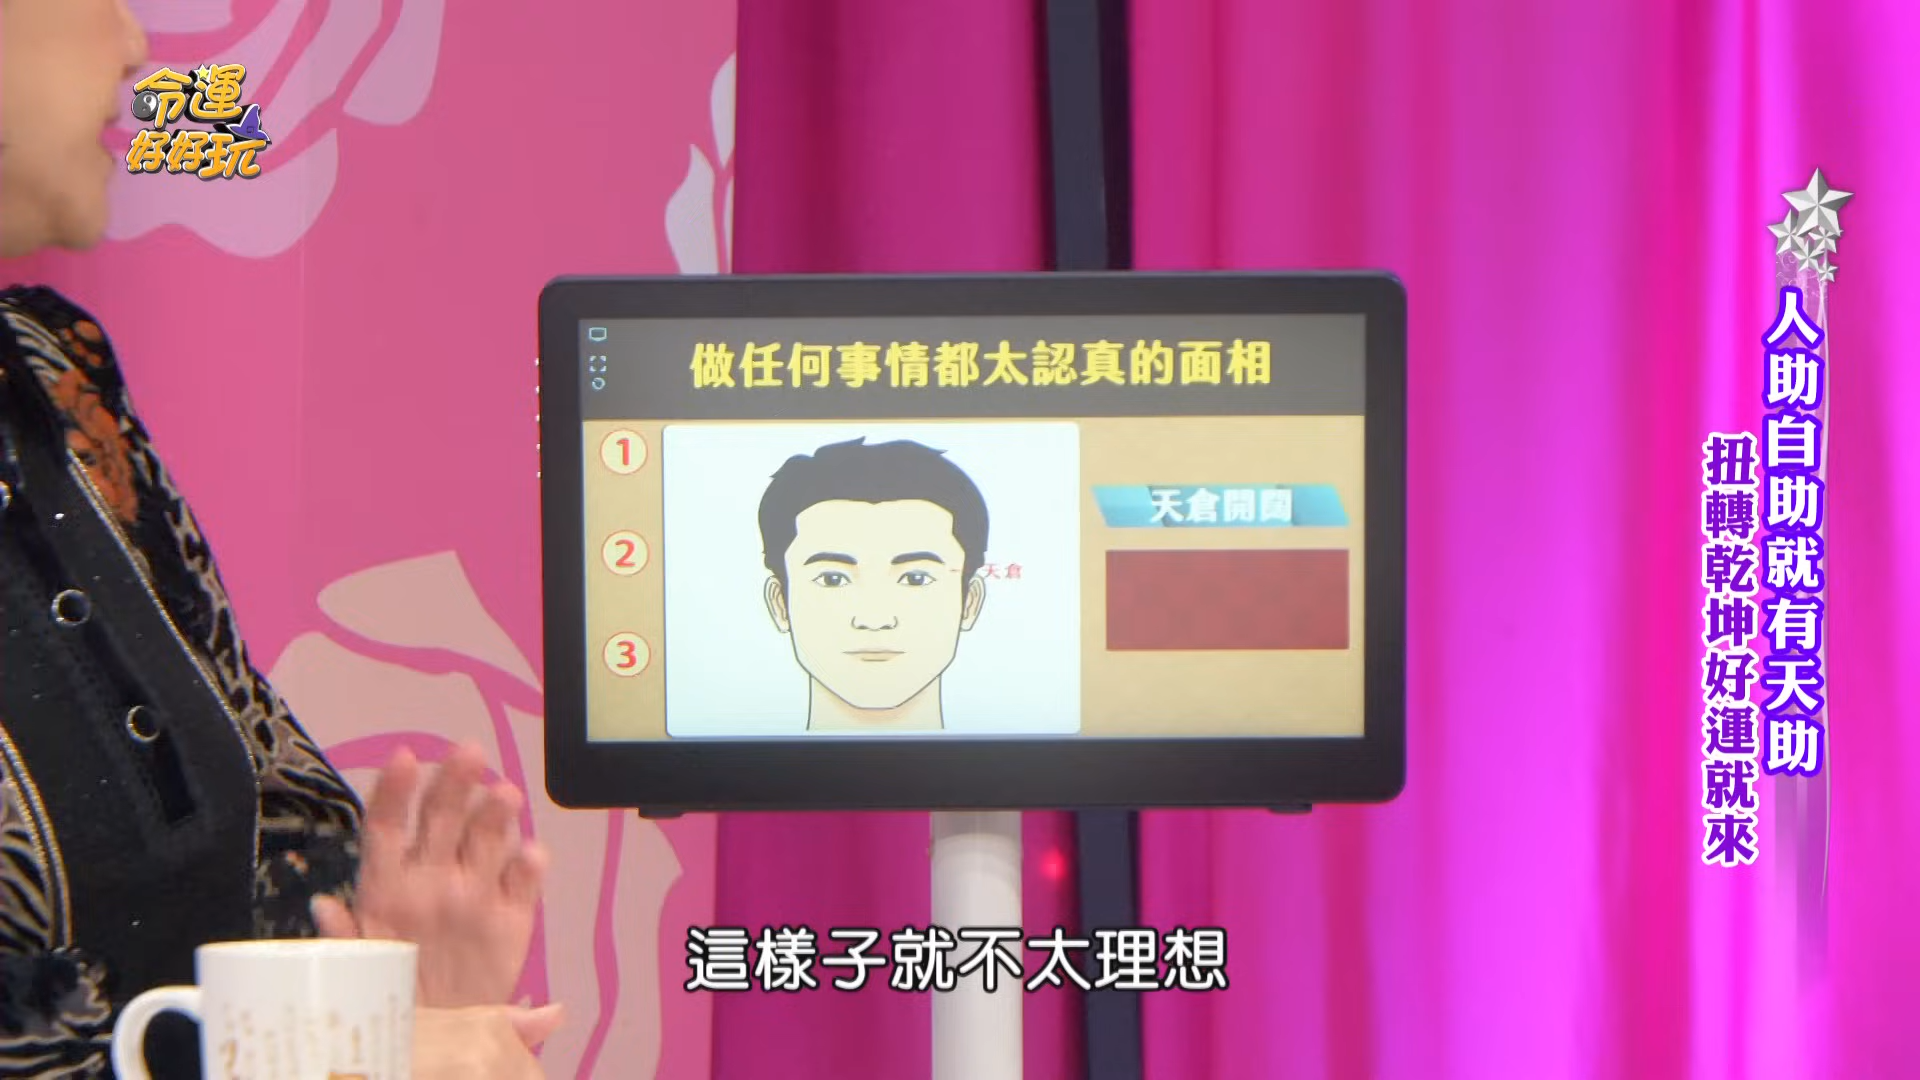 命運
好好玩
做任何事情都太認真的面相
1
2
3
天倉
天倉開闊
人助自助就有天助
扭轉乾坤好運就來
這樣子就不太理想